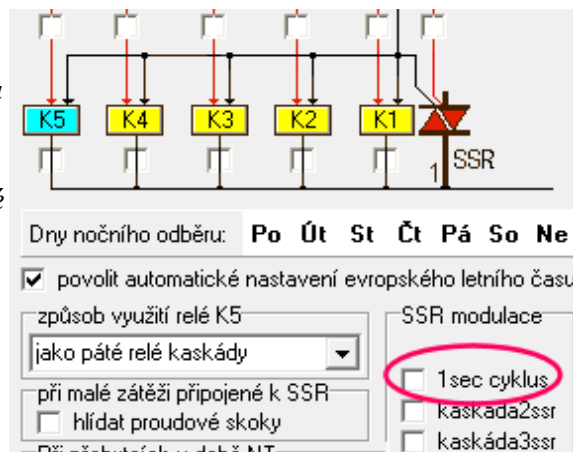 K5 K4 K3 K2 K1
1 SSR
Dny nočního odběru: Po Út St Čt Pá So Ne
povolit automatické nastavení evropského letního času
způsob využití relé K5
jako páté relé kaskády
při malé zátěži připojené k SSR
hlídat proudové skoky
SSR modulace
1sec cyklus
kaskáda2ssr
kaskáda3ssr